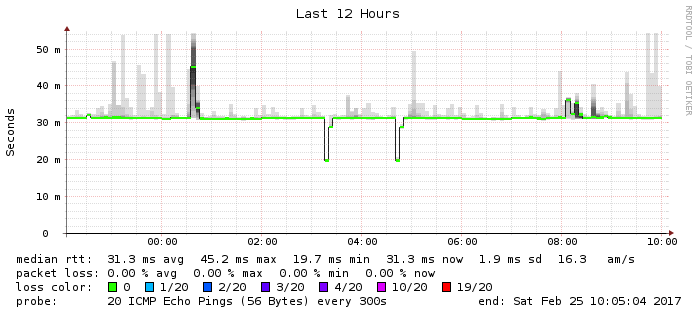 Last 12 Hours
RRDTOOL / TOBI OETIKER
Seconds
50 m
40 m
30 m
20 m
10 m
0
00:00 02:00 04:00 06:00 08:00 10:00
median rtt: 31.3 ms avg 45.2 ms max 19.7 ms min 31.3 ms now 1.9 ms sd 16.3 am/s
packet loss: 0.00 % avg 0.00 % max 0.00 % min 0.00 % now
loss color: 0 1/20 2/20 3/20 4/20 10/20 19/20
probe: 20 ICMP Echo Pings (56 Bytes) every 300s end: Sat Feb 25 10:05:04 2017